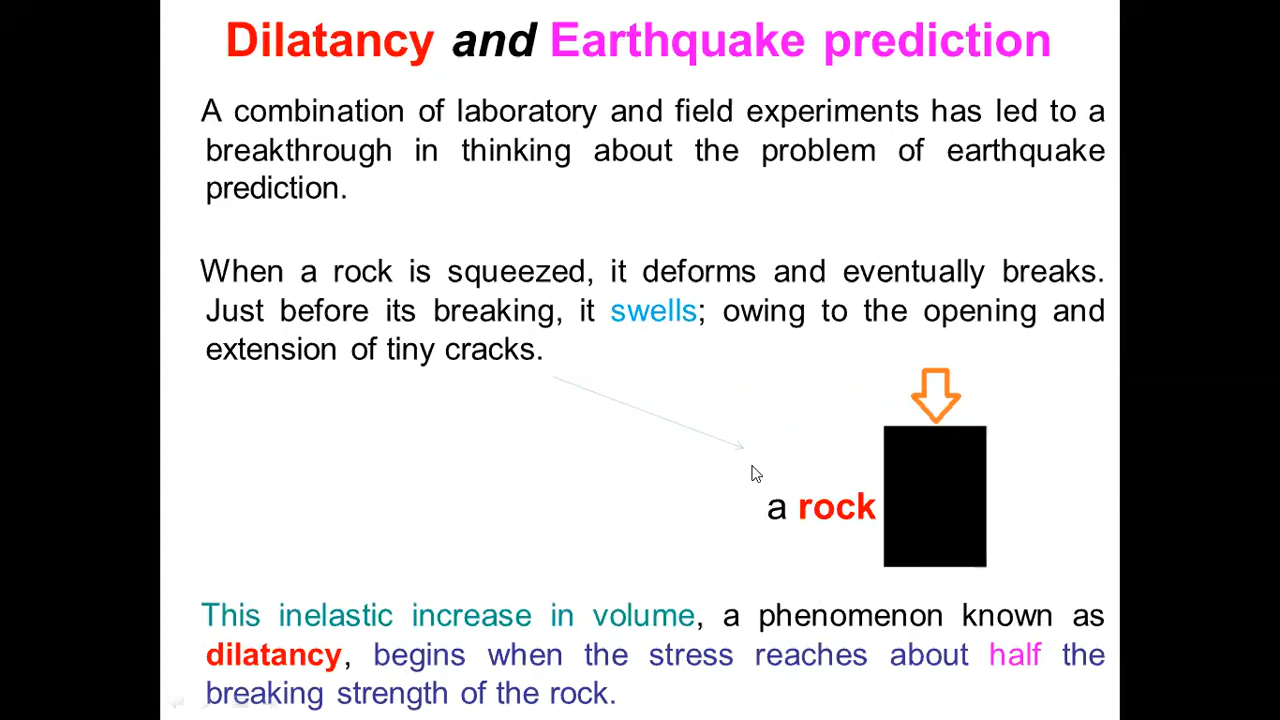 Dilatancy and Earthquake prediction
A combination of laboratory and field experiments has led to a
breakthrough in thinking about the problem of earthquake
prediction.
When a rock is squeezed, it deforms and eventually breaks.
Just before its breaking, it swells; owing to the opening and
extension of tiny cracks.
a rock
This inelastic increase in volume, a phenomenon known as
dilatancy, begins when the stress reaches about half the
breaking strength of the rock.